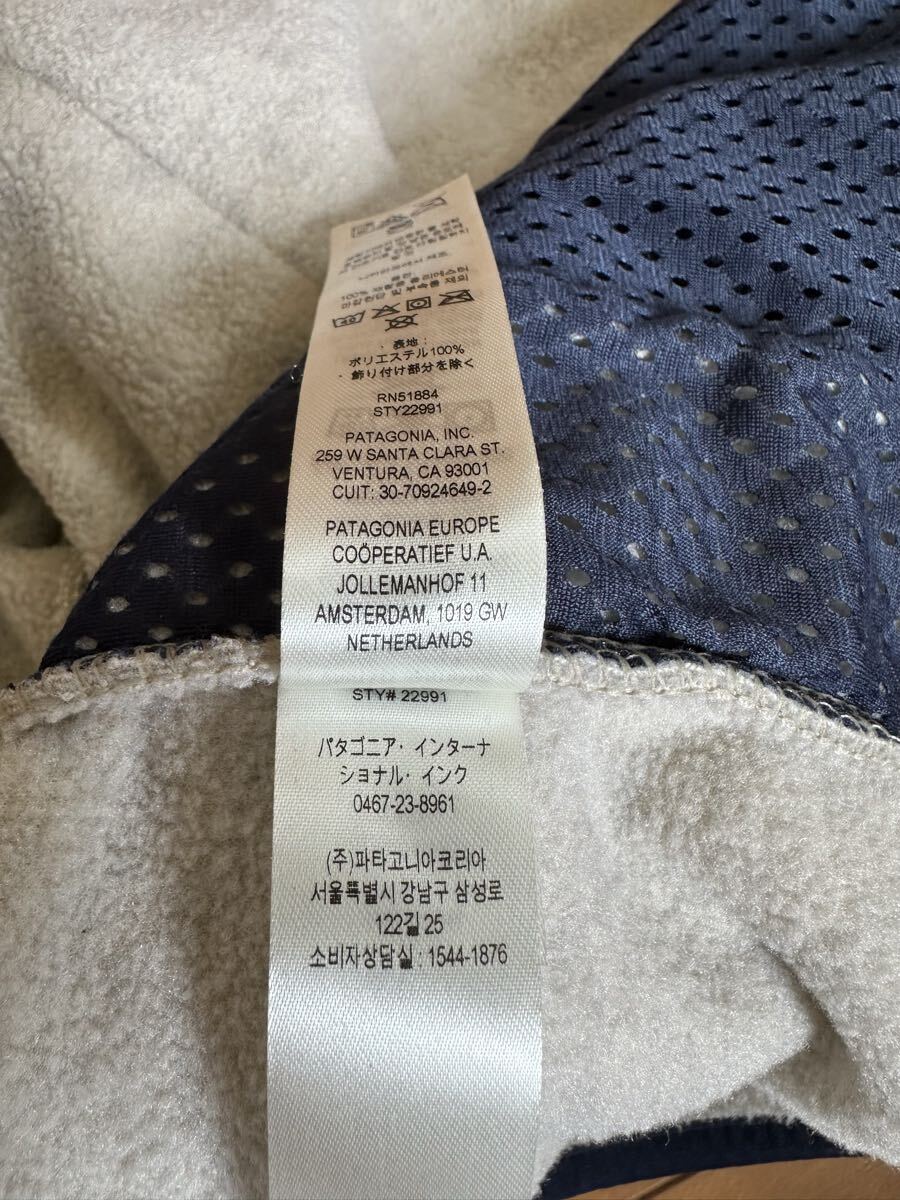 ・表地：
ポリエステル100%
・飾り付け部分を除く
RN51884
STY22991
PATAGONIA, INC.
259 W SANTA CLARA ST.
VENTURA, CA 93001
CUIT: 30-70924649-2
PATAGONIA EUROPE
COÖPERATIEF U.A.
JOLLEMANHOF 11
AMSTERDAM, 1019 GW
NETHERLANDS
STY# 22991
パタゴニア・インターナ
ショナル・インク
0467-23-8961
(주)파타고니아코리아
서울특별시 강남구 삼성로
122길 25
소비자상담실 : 1544-1876